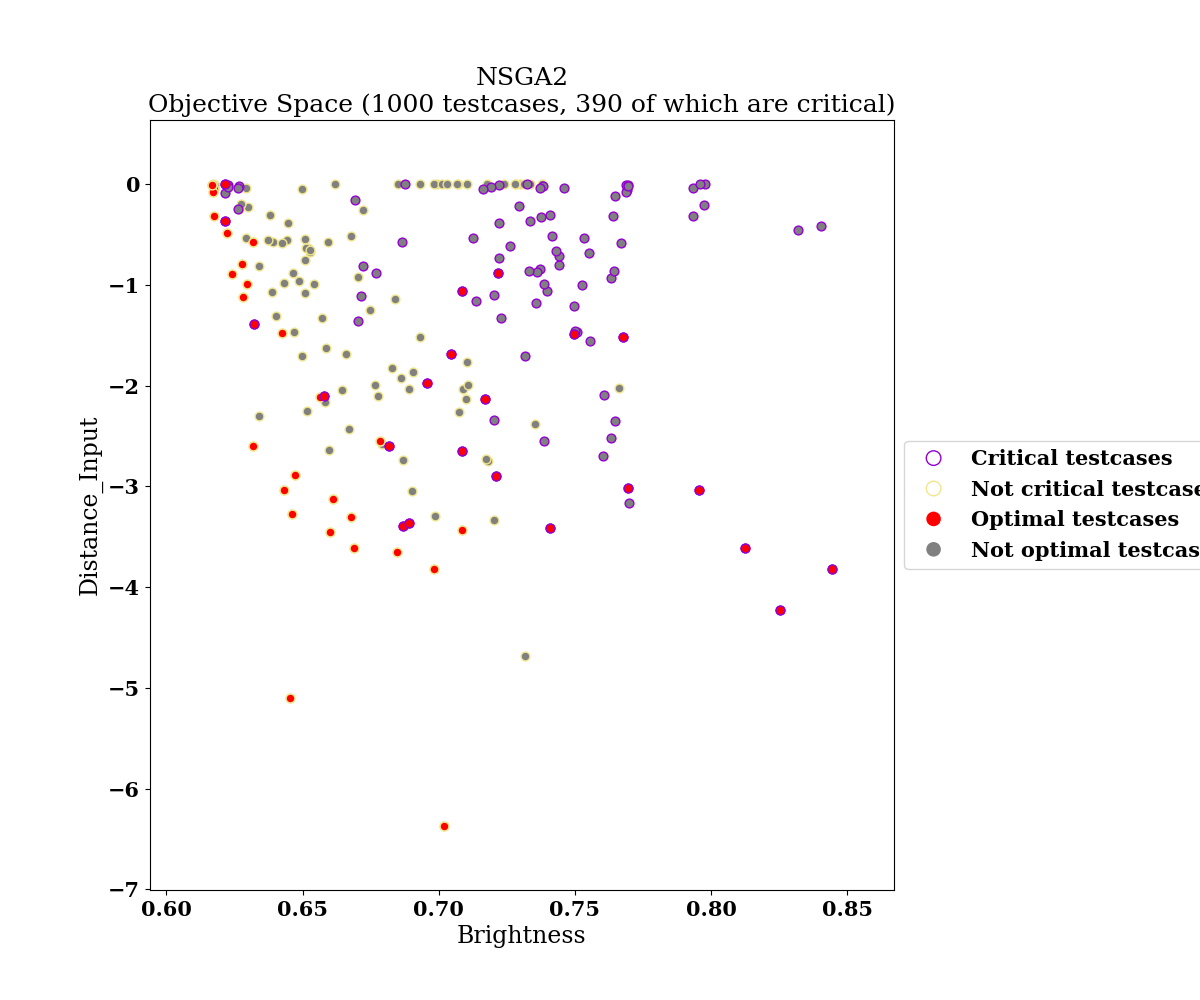 NSGA2
Objective Space (1000 testcases, 390 of which are critical)
0
−1
−2
−3
−4
−5
−6
−7
Distance_Input
0.60 0.65 0.70 0.75 0.80 0.85
Brightness
Critical testcases
Not critical testcase
Optimal testcases
Not optimal testcas